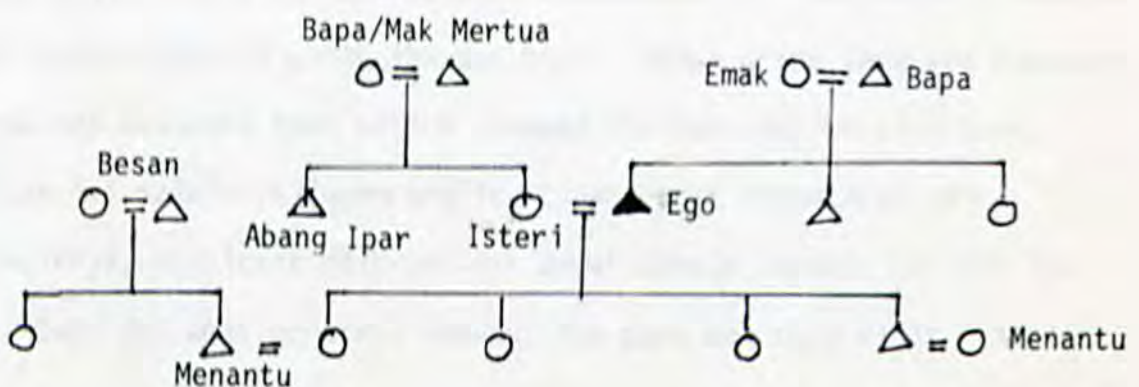 Bapa/Mak Mertua
Emak Bapa
Besan
Abang Ipar Isteri Ego
Menantu
Menantu